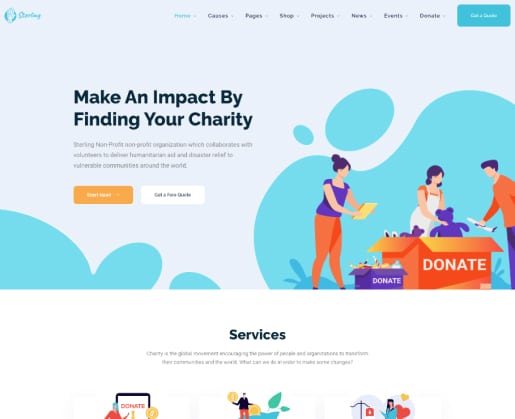 Sterling
Home Causes Pages Shop Projects News Events Donate Get a Quote
Make An Impact By
Finding Your Charity
Sterling Non-Profit non-profit organization which collaborates with
volunteers to deliver humanitarian aid and disaster relief to
vulnerable communities around the world.
Start Now Get a Free Quote
DONATE
DONATE
Services
Charity is the global movement encouraging the power of people and organizations to transform
their communities and the world. What can we do in order to make some changes?
DONATE